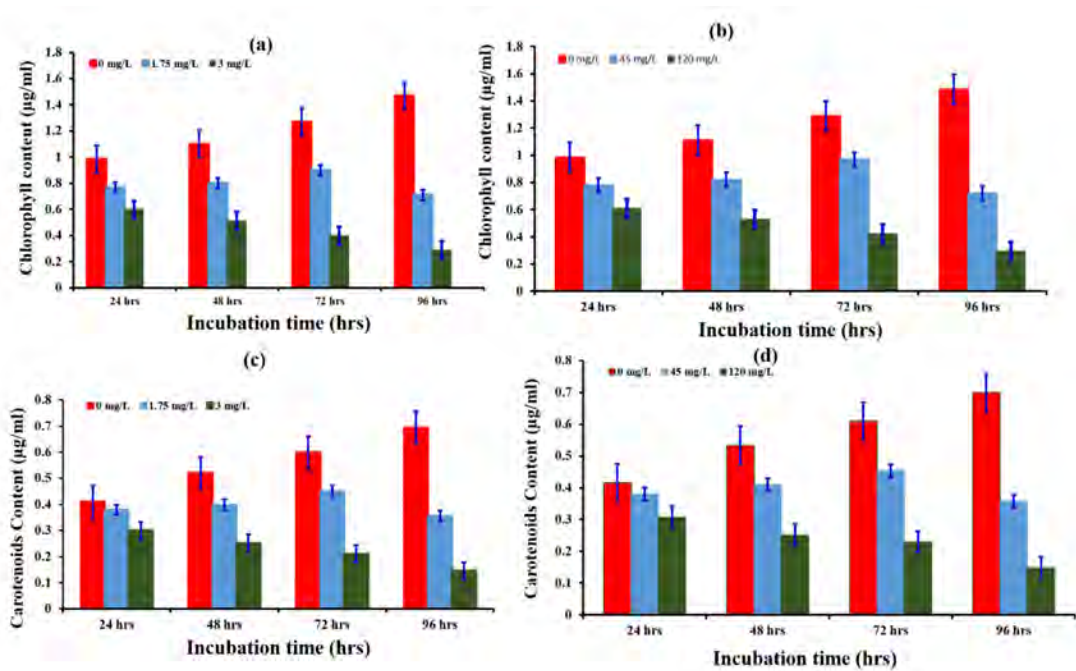 (a)
0 mg/L 1.75 mg/L 3 mg/L
Chlorophyll content (µg/ml)
1.8
1.6
1.4
1.2
1
0.8
0.6
0.4
0.2
0
24 hrs 48 hrs 72 hrs 96 hrs
Incubation time (hrs)
(b)
0 mg/L 45 mg/L 120 mg/L
Chlorophyll content (µg/ml)
1.8
1.6
1.4
1.2
1
0.8
0.6
0.4
0.2
0
24 hrs 48 hrs 72 hrs 96 hrs
Incubation time (hrs)
(c)
0 mg/L 1.75 mg/L 3 mg/L
Carotenoids Content (µg/ml)
0.8
0.7
0.6
0.5
0.4
0.3
0.2
0.1
0
24 hrs 48 hrs 72 hrs 96 hrs
Incubation time (hrs)
(d)
0 mg/L 45 mg/L 120 mg/L
Carotenoids Content (µg/ml)
0.8
0.7
0.6
0.5
0.4
0.3
0.2
0.1
0
24 hrs 48 hrs 72 hrs 96 hrs
Incubation time (hrs)